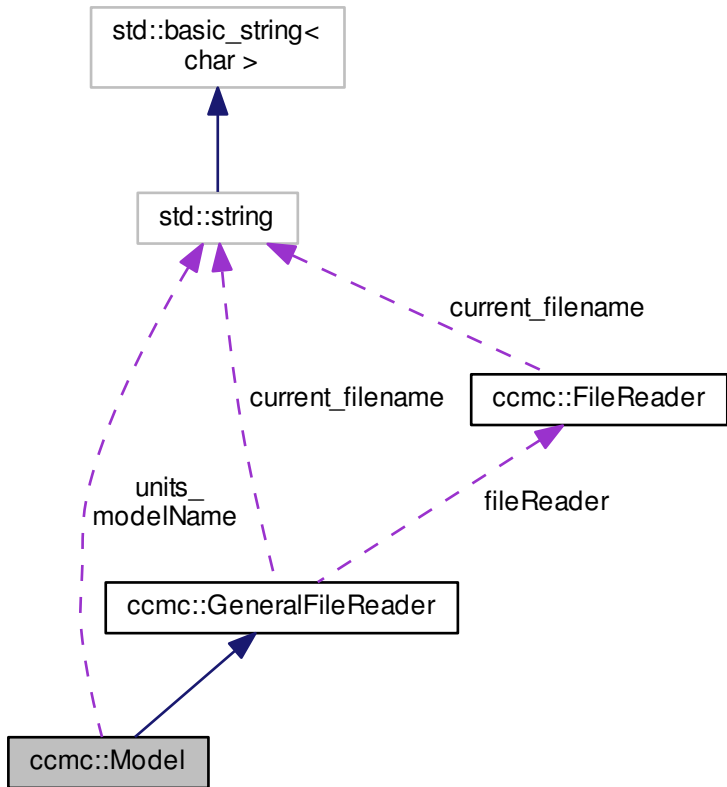 std::basic_string<
char >
std::string
current_filename
ccmc::FileReader
current_filename
units_
modelName
fileReader
ccmc::GeneralFileReader
ccmc::Model